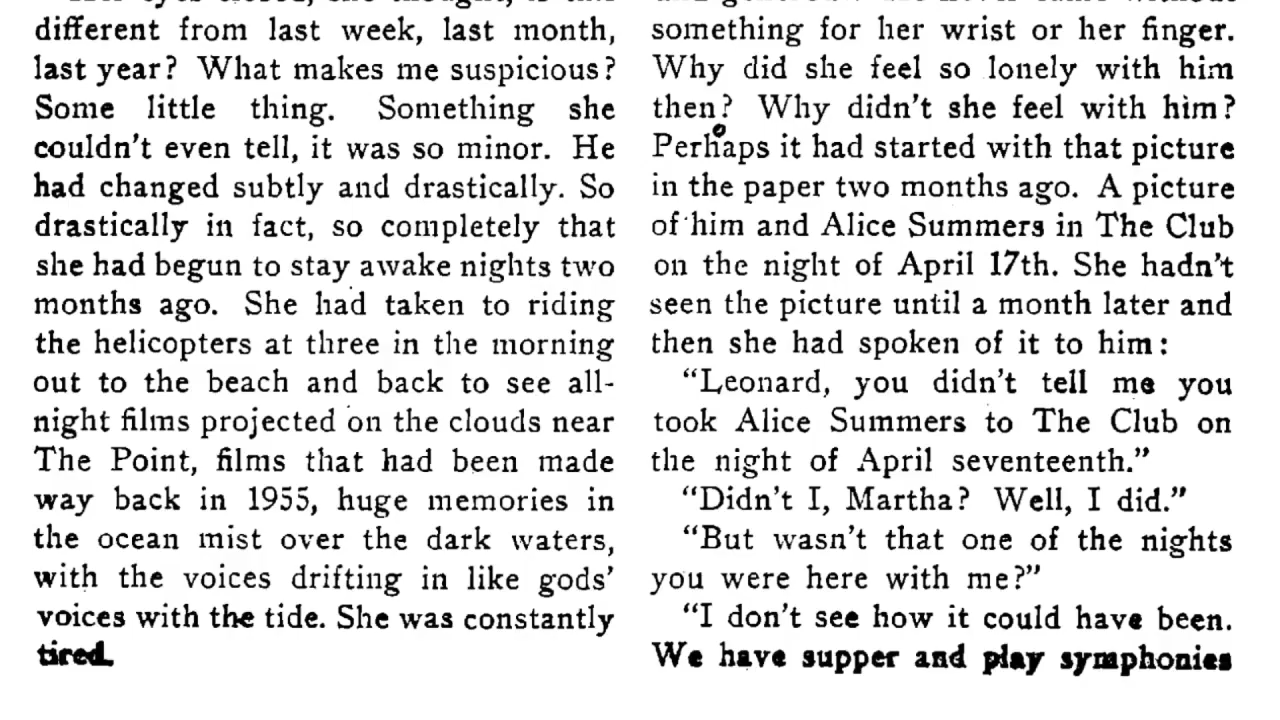 different from last week, last month,
last year? What makes me suspicious?
Some little thing. Something she
couldn't even tell, it was so minor. He
had changed subtly and drastically. So
drastically in fact, so completely that
she had begun to stay awake nights two
months ago. She had taken to riding
the helicopters at three in the morning
out to the beach and back to see all-
night films projected on the clouds near
The Point, films that had been made
way back in 1955, huge memories in
the ocean mist over the dark waters,
with the voices drifting in like gods'
voices with the tide. She was constantly
tired.
something for her wrist or her finger.
Why did she feel so lonely with him
then? Why didn't she feel with him?
Perhaps it had started with that picture
in the paper two months ago. A picture
of him and Alice Summers in The Club
on the night of April 17th. She hadn't
seen the picture until a month later and
then she had spoken of it to him:
"Leonard, you didn't tell me you
took Alice Summers to The Club on
the night of April seventeenth."
"Didn't I, Martha? Well, I did."
"But wasn't that one of the nights
you were here with me?"
"I don't see how it could have been.
We have supper and play symphonies